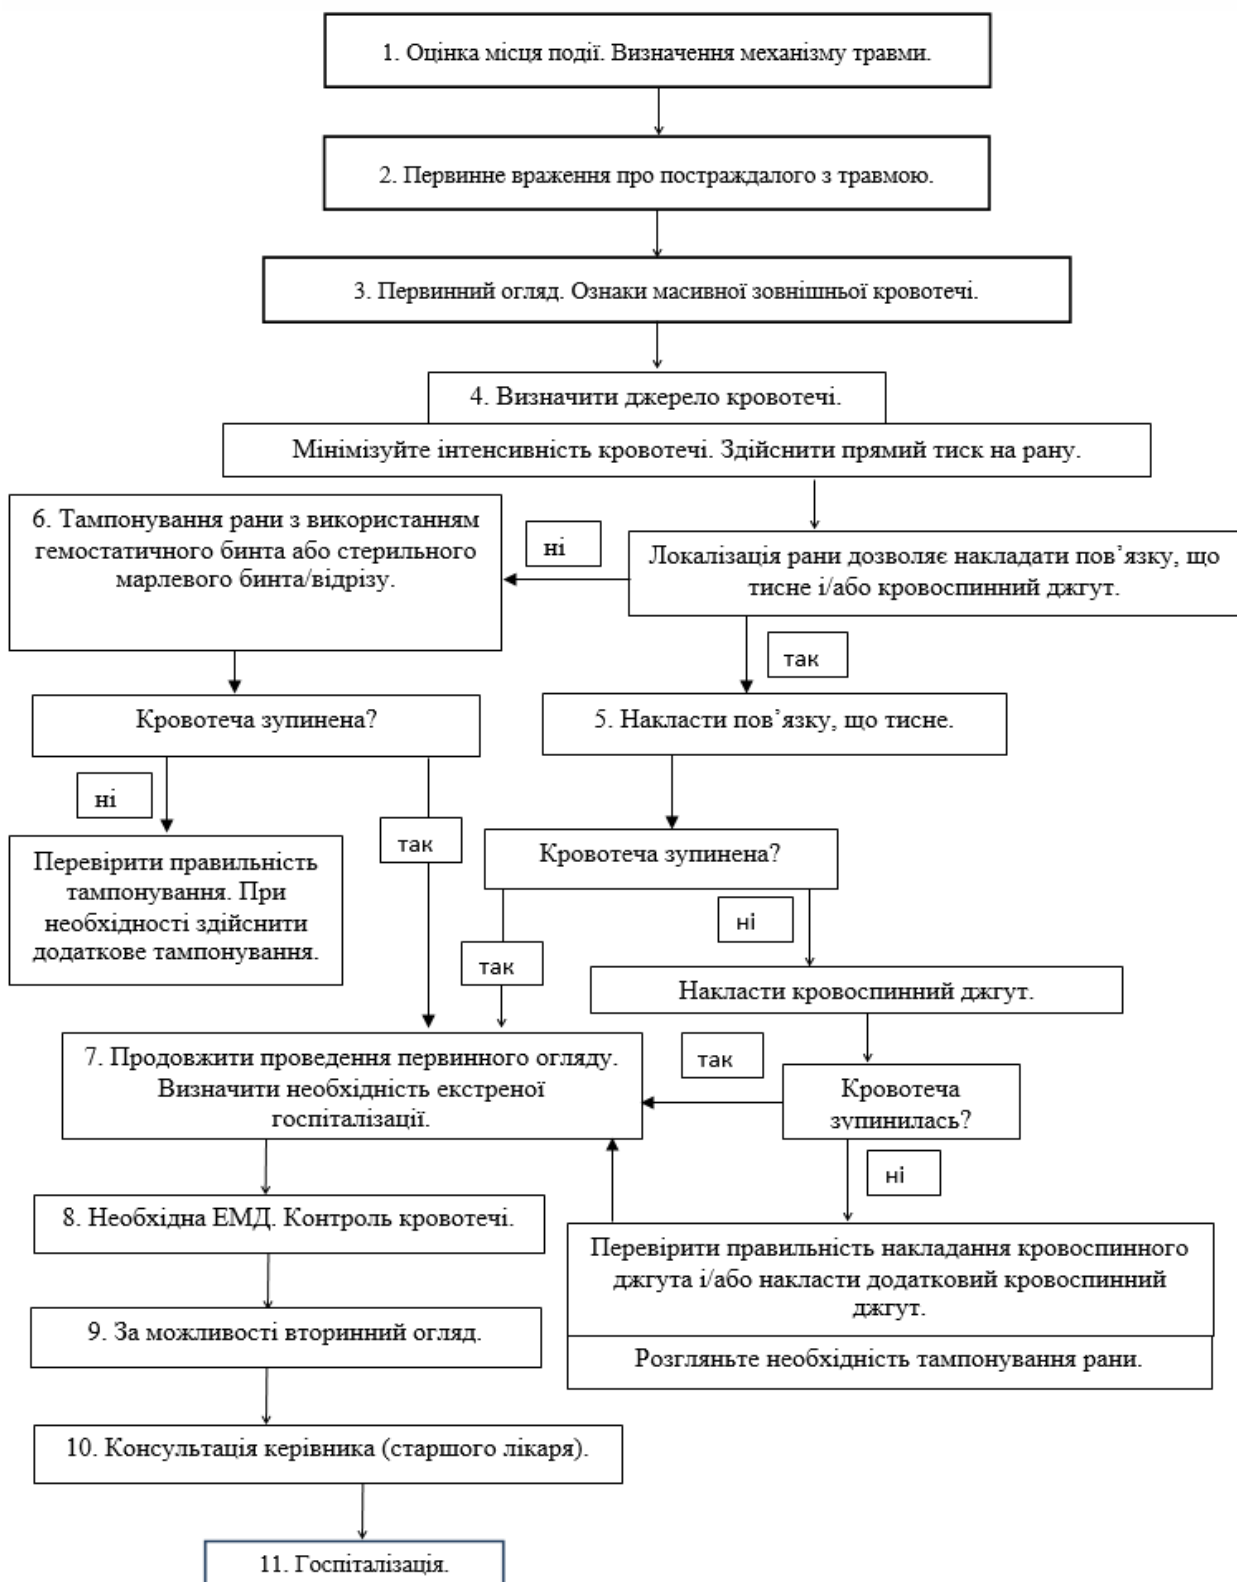 1. Оцінка місця події. Визначення механізму травми.
2. Первинне враження про постраждалого з травмою.
3. Первинний огляд. Ознаки масивної зовнішньої кровотечі.
4. Визначити джерело кровотечі.
Мінімізуйте інтенсивність кровотечі. Здійснити прямий тиск на рану.
6. Тампонування рани з використанням
гемостатичного бинта або стерильного
марлевого бинта/відрізу.
ні
Локалізація рани дозволяє накладати пов’язку, що
тисне і/або кровоспинний джгут.
так
Кровотеча зупинена?
5. Накласти пов’язку, що тисне.
ні
так
Перевірити правильність
тампонування. При
необхідності здійснити
додаткове тампонування.
Кровотеча зупинена?
ні
так
Накласти кровоспинний джгут.
7. Продовжити проведення первинного огляду.
Визначити необхідність екстреної
госпіталізації.
так
Кровотеча
зупинилась?
ні
8. Необхідна ЕМД. Контроль кровотечі.
Перевірити правильність накладання кровоспинного
джгута і/або накласти додатковий кровоспинний
джгут.
Розгляньте необхідність тампонування рани.
9. За можливості вторинний огляд.
10. Консультація керівника (старшого лікаря).
11. Госпіталізація.